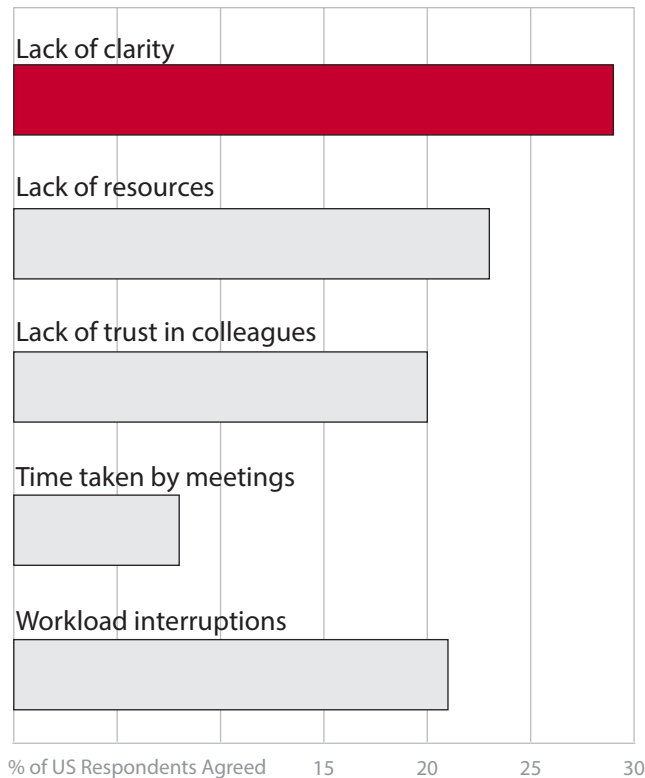 Lack of clarity
Lack of resources
Lack of trust in colleagues
Time taken by meetings
Workload interruptions
% of US Respondents Agreed 15 20 25 30